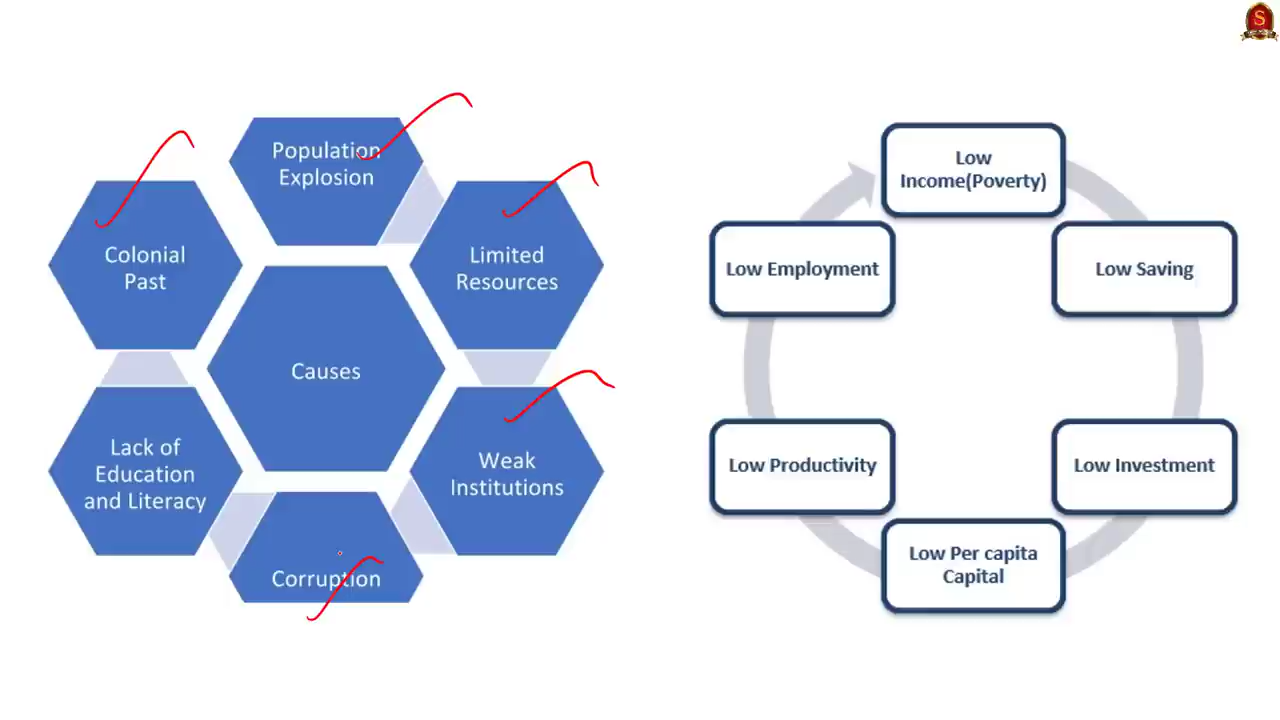 Population
Explosion
Colonial
Past
Limited
Resources
Causes
Lack of
Education
and Literacy
Weak
Institutions
Corruption
S
Low
Income(Poverty)
Low Employment
Low Saving
Low Productivity
Low Investment
Low Per capita
Capital